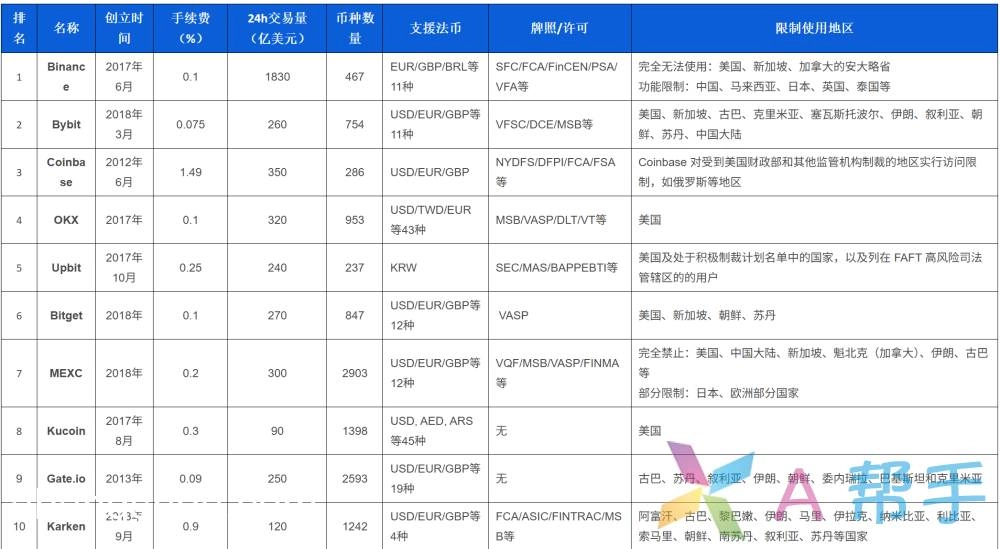 排名 名称 创立时间 手续费（%） 24h交易量（亿美元） 币种数量 支援法币 牌照/许可 限制使用地区
1 Binance 2017年6月 0.1 1830 467 EUR/GBP/BRL等11种 SFC/FCA/FinCEN/PSA/VFA等 完全无法使用：美国、新加坡、加拿大的安大略省
功能限制：中国、马来西亚、日本、英国、泰国等
2 Bybit 2018年3月 0.075 260 754 USD/EUR/GBP等11种 VFSC/DCE/MSB等 美国、新加坡、古巴、克里米亚、塞瓦斯托波尔、伊朗、叙利亚、朝鲜、苏丹、中国大陆
3 Coinbase 2012年6月 1.49 350 286 USD/EUR/GBP NYDFS/DFPI/FCA/FSA等 Coinbase 对受到美国财政部和其他监管机构制裁的地区实行访问限制，如俄罗斯等地区
4 OKX 2017年 0.1 320 953 USD/TWD/EUR等43种 MSB/VASP/DLT/VT等 美国
5 Upbit 2017年10月 0.25 240 237 KRW SEC/MAS/BAPPEBTI等 美国及处于积极制裁计划名单中的国家，以及列在 FAFT 高风险司法管辖区的的用户
6 Bitget 2018年 0.1 270 847 USD/EUR/GBP等12种 VASP 美国、新加坡、朝鲜、苏丹
7 MEXC 2018年 0.2 300 2903 USD/EUR/GBP等12种 VQF/MSB/VASP/FINMA等 完全禁止：美国、中国大陆、新加坡、魁北克（加拿大）、伊朗、古巴等
部分限制：日本、欧洲部分国家
8 Kucoin 2017年8月 0.3 90 1398 USD, AED, ARS等45种 无 美国
9 Gate.io 2013年 0.09 250 2593 USD/EUR/GBP等19种 无 古巴、苏丹、叙利亚、伊朗、朝鲜、委内瑞拉、巴基斯坦和克里米亚
10 Karken 年9月 0.9 120 1242 USD/EUR/GBP等4种 FCA/ASIC/FINTRAC/MSB等 阿富汗、古巴、黎巴嫩、伊朗、马里、伊拉克、纳米比亚、利比亚、索马里、朝鲜、南苏丹、叙利亚、苏丹等国家
A帮手